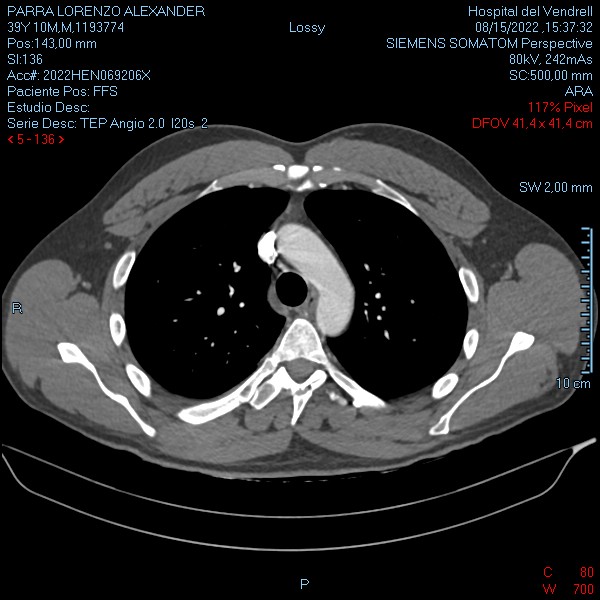 PARRA LORENZO ALEXANDER
39Y 10M,M,1193774
Pos:143,00 mm
SI:136
Acc#: 2022HEN069206X
Paciente Pos: FFS
Estudio Desc:
Serie Desc: TEP Angio 2.0 I20s 2
< 5 - 136 >
Lossy
Hospital del Vendrell
08/15/2022 ,15:37:32
SIEMENS SOMATOM Perspective
80kV, 242mAs
SC:500,00 mm
ARA
117% Pixel
DFOV 41,4 x 41,4 cm
SW 2,00 mm
R
10 cm
P
C 80
W 700